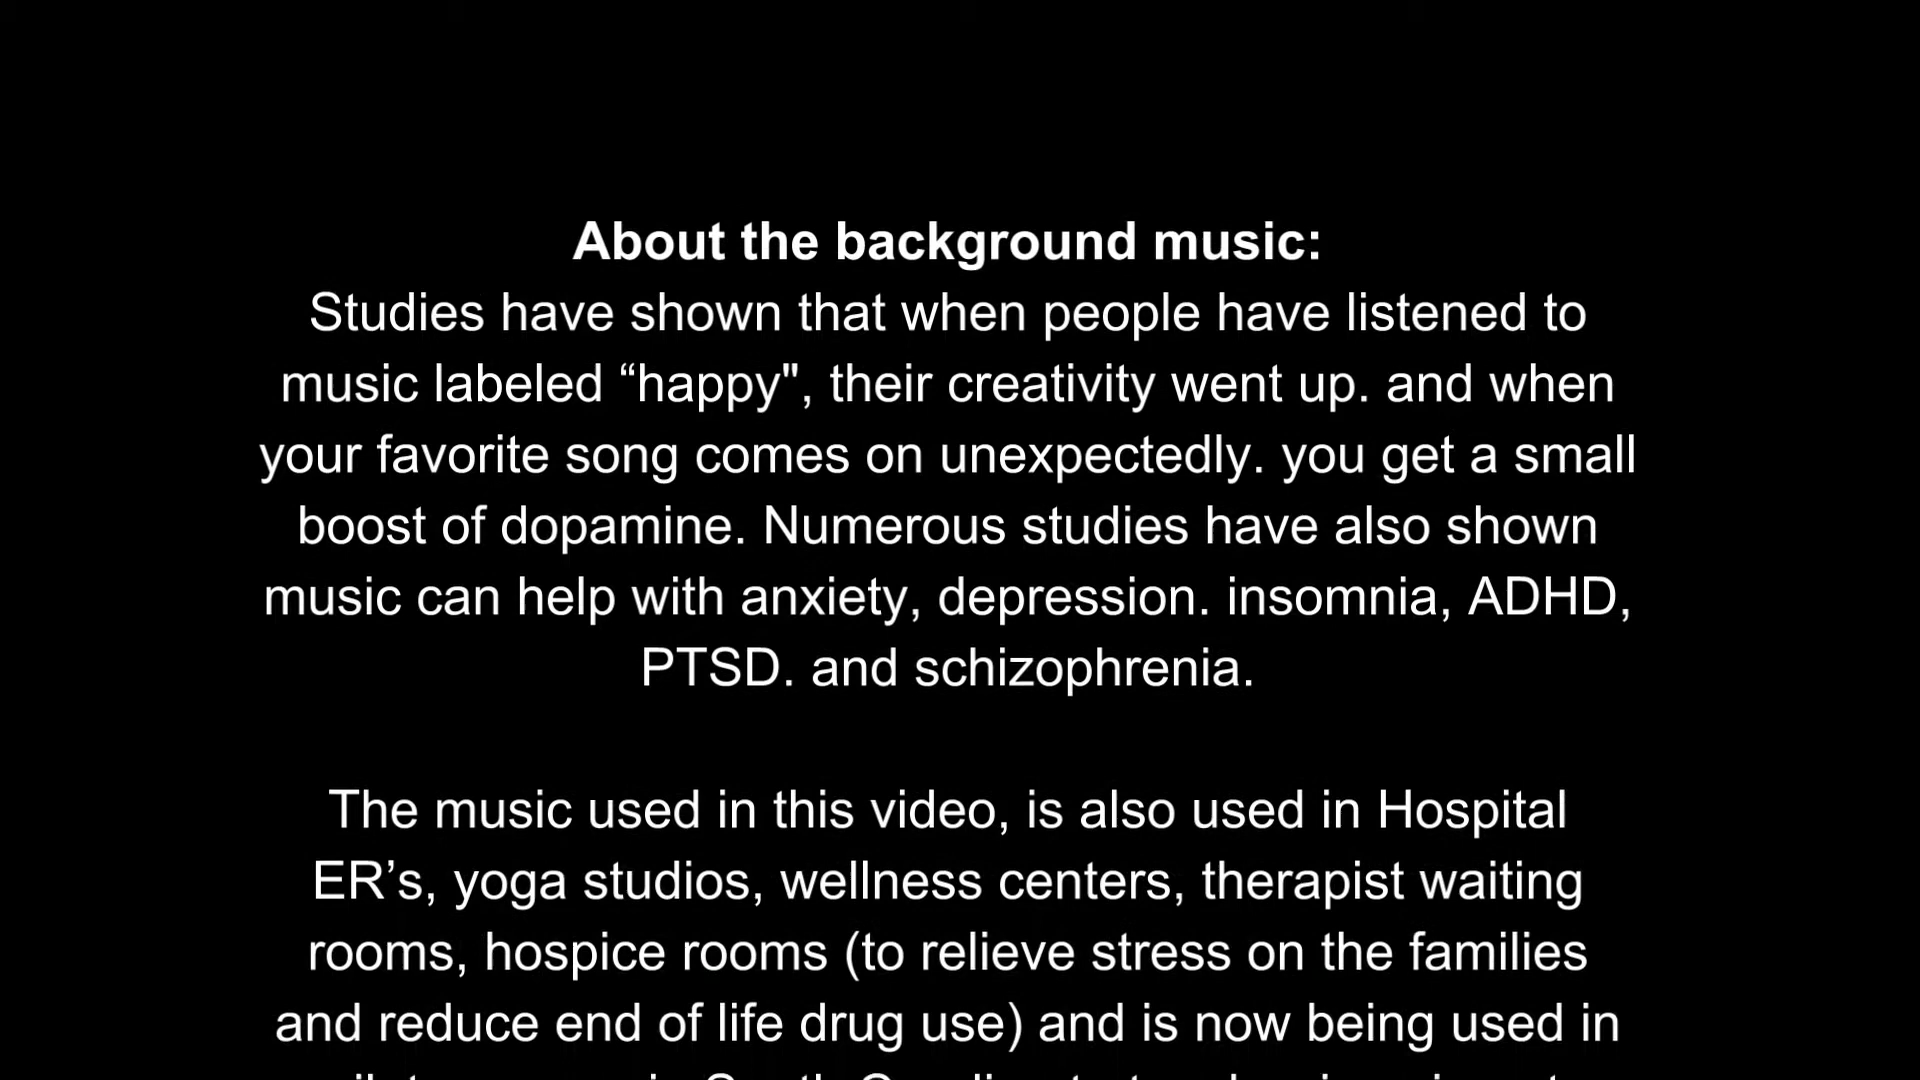 About the background music:
Studies have shown that when people have listened to
music labeled “happy", their creativity went up. and when
your favorite song comes on unexpectedly. you get a small
boost of dopamine. Numerous studies have also shown
music can help with anxiety, depression. insomnia, ADHD,
PTSD. and schizophrenia.
The music used in this video, is also used in Hospital
ER’s, yoga studios, wellness centers, therapist waiting
rooms, hospice rooms (to relieve stress on the families
and reduce end of life drug use) and is now being used in